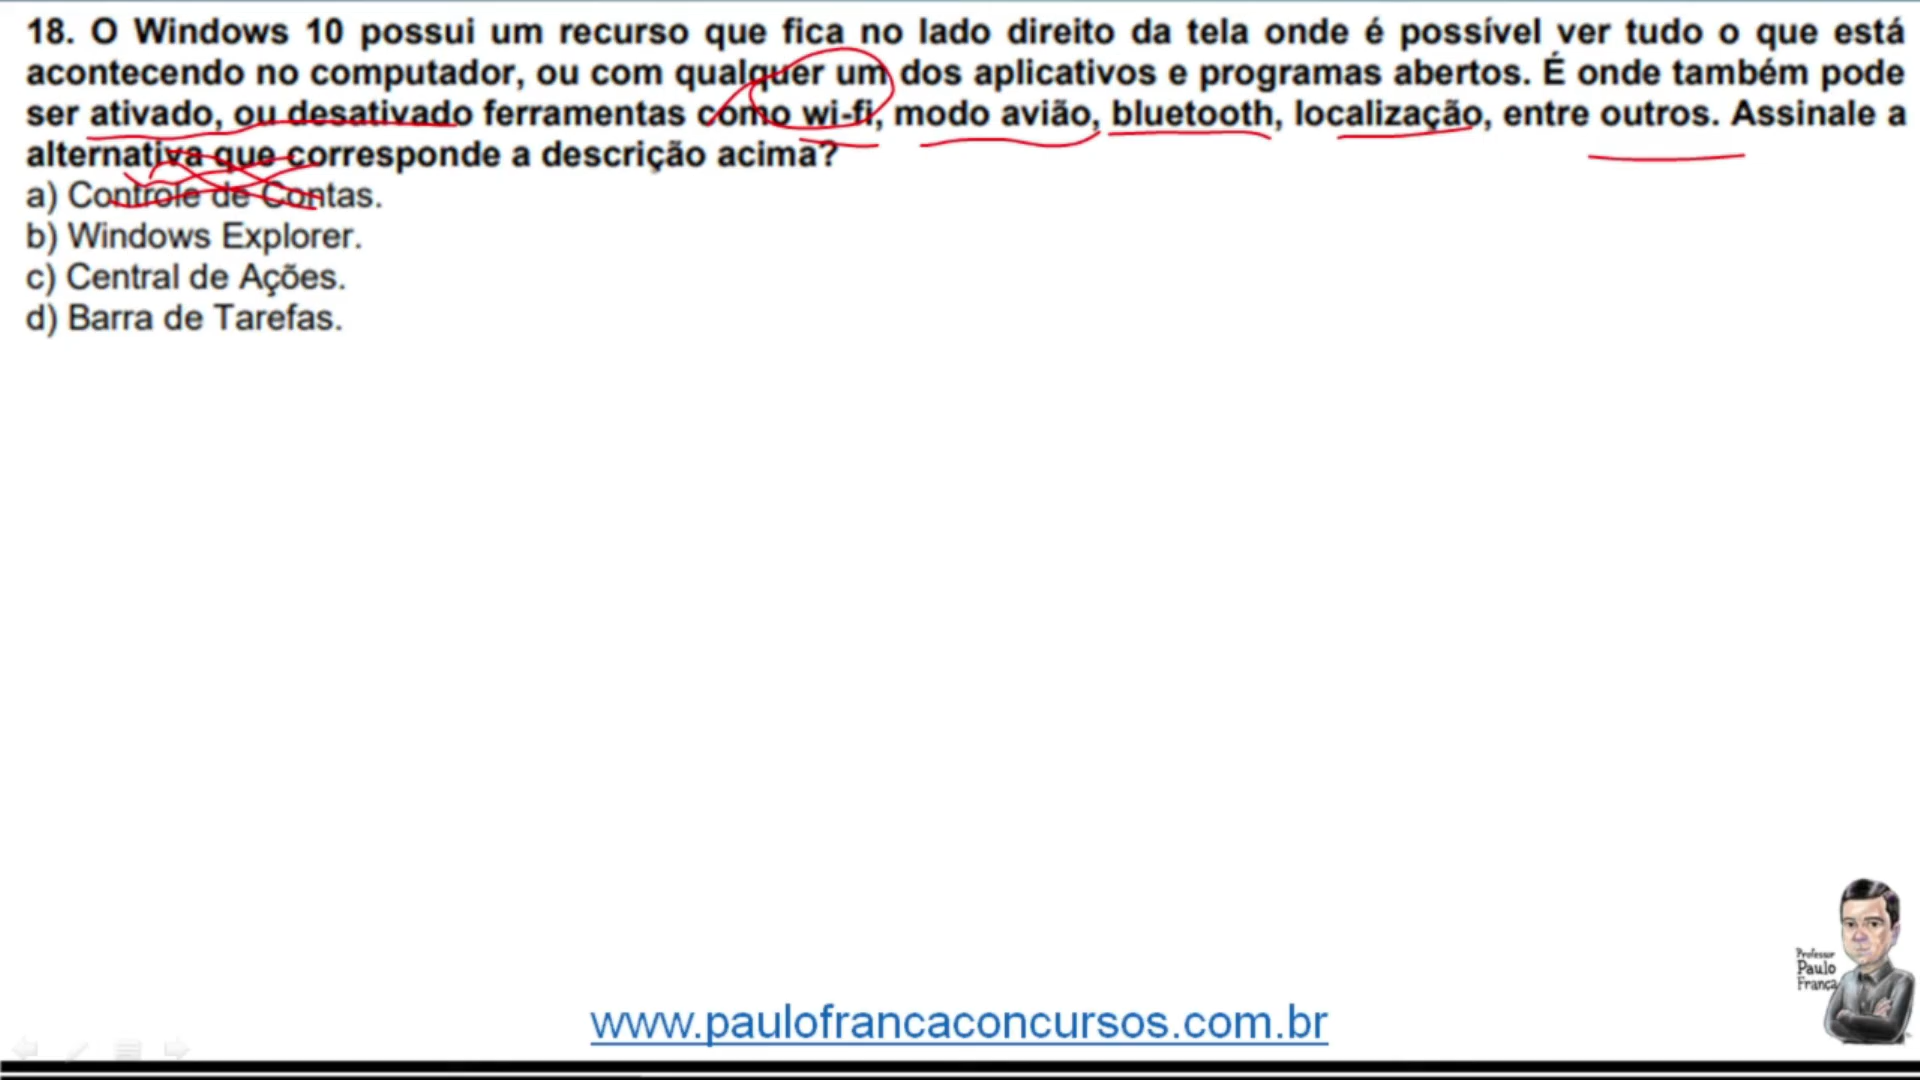 18. O Windows 10 possui um recurso que fica no lado direito da tela onde é possível ver tudo o que está
acontecendo no computador, ou com qualquer um dos aplicativos e programas abertos. É onde também pode
ser ativado, ou desativado ferramentas como wi-fi, modo avião, bluetooth, localização, entre outros. Assinale a
alternativa que corresponde a descrição acima?
a) Controle de Contas.
b) Windows Explorer.
c) Central de Ações.
d) Barra de Tarefas.
Professor
Paulo
França
www.paulofrancaconcursos.com.br